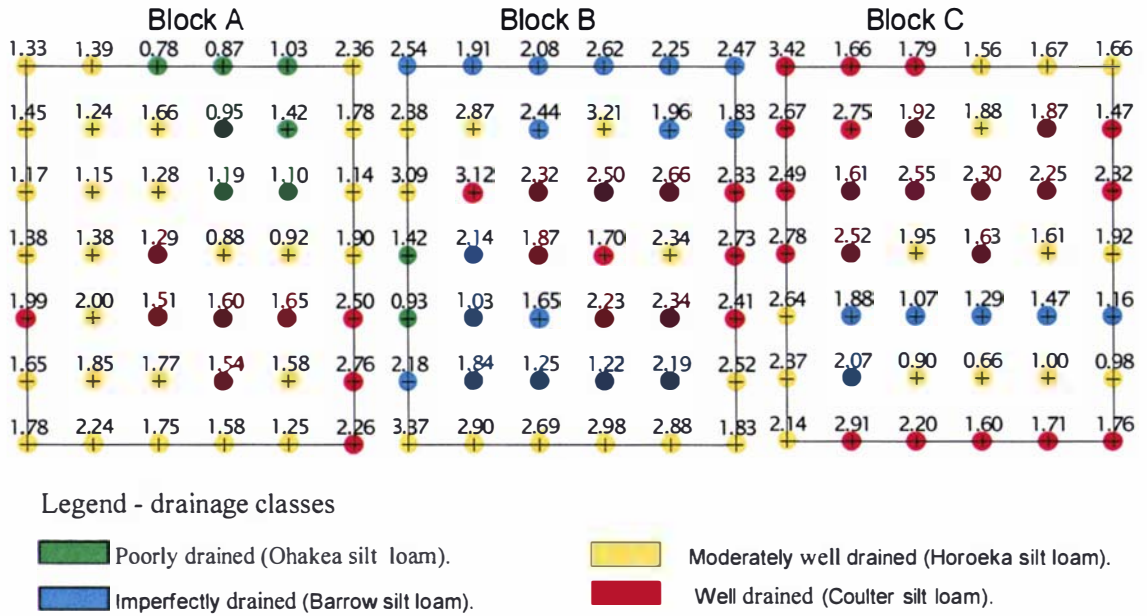 Block A Block B Block C
1.33 1.39 0.78 0.87 1.03 2.36 2.54 1.91 2.08 2.62 2.25 2.47 3.42 1.66 1.79 1.56 1.67 1.66
1.45 1.24 1.66 0.95 1.42 1.78 2.38 2.87 2.44 3.21 1.96 1.83 2.67 2.75 1.92 1.88 1.87 1.47
1.17 1.15 1.28 1.19 1.10 1.14 3.09 3.12 2.32 2.50 2.66 2.33 2.49 1.61 2.55 2.30 2.25 2.32
1.38 1.38 1.29 0.88 0.92 1.90 1.42 2.14 1.87 1.70 2.34 2.73 2.78 2.52 1.95 1.63 1.61 1.92
1.99 2.00 1.51 1.60 1.65 2.50 0.93 1.03 1.65 2.23 2.34 2.41 2.64 1.88 1.07 1.29 1.47 1.16
1.65 1.85 1.77 1.54 1.58 2.76 2.18 1.84 1.25 1.22 2.19 2.52 2.37 2.07 0.90 0.66 1.00 0.98
1.78 2.24 1.75 1.58 1.25 2.26 3.37 2.90 2.69 2.98 2.88 1.83 2.14 2.91 2.20 1.60 1.71 1.76
Legend - drainage classes
Poorly drained (Ohakea silt loam). Moderately well drained (Horoeka silt loam).
Imperfectly drained (Barrow silt loam). Well drained (Coulter silt loam).